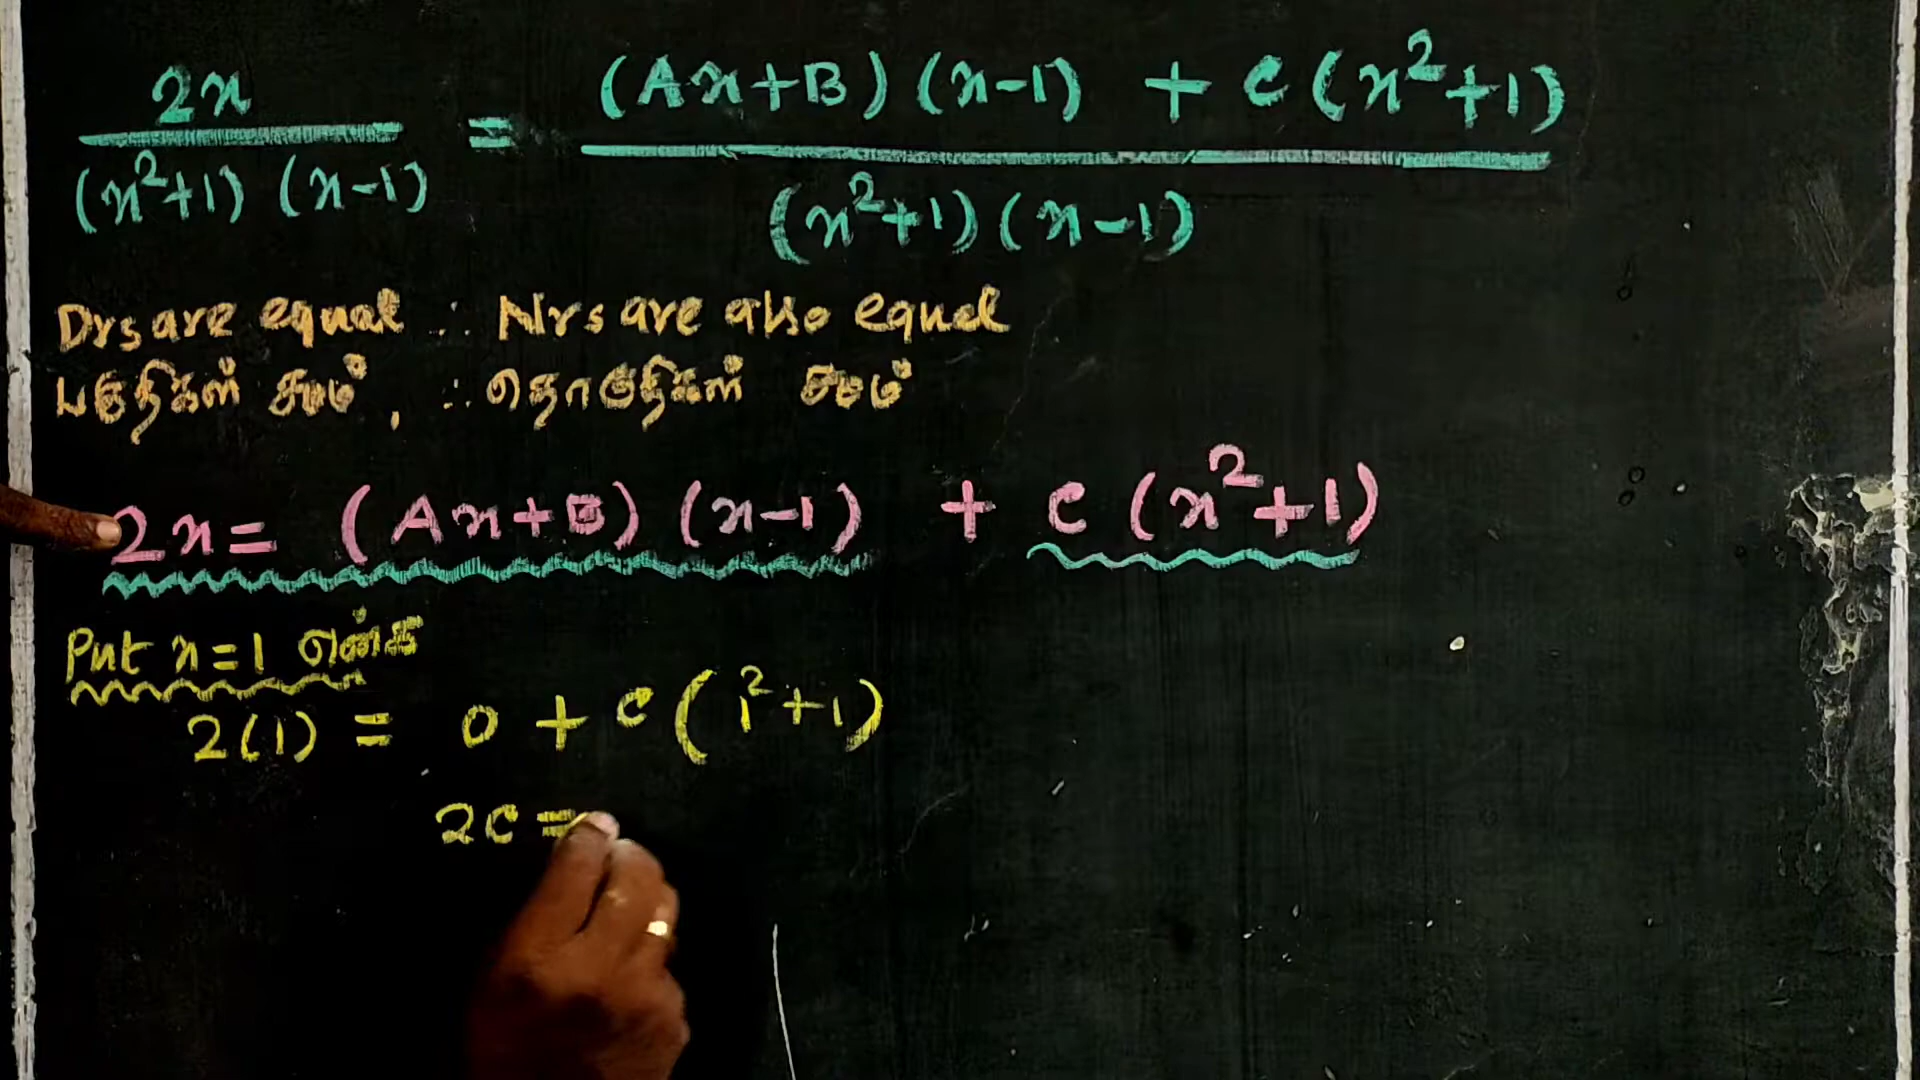 2x / (x²+1) (x-1) = (Ax+B) (x-1) + C (x²+1) / (x²+1) (x-1)
Drs are equal ∴ Nrs are also equal
பகுதிகள் சமம் , ∴ தொகுதிகள் சமம்
2x = (Ax+B) (x-1) + C (x²+1)
Put x=1 என்க
2(1) = 0 + C (1²+1)
2C =